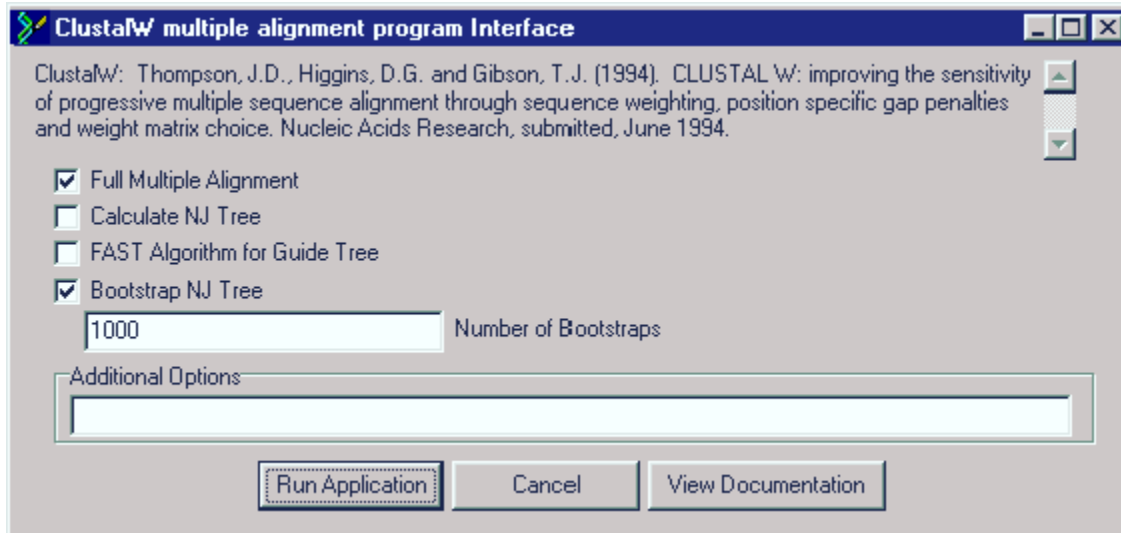 ClustalW multiple alignment program Interface
ClustalW: Thompson, J.D., Higgins, D.G. and Gibson, T.J. (1994). CLUSTAL W: improving the sensitivity
of progressive multiple sequence alignment through sequence weighting, position specific gap penalties
and weight matrix choice. Nucleic Acids Research, submitted, June 1994.
Full Multiple Alignment
Calculate NJ Tree
FAST Algorithm for Guide Tree
Bootstrap NJ Tree
1000 Number of Bootstraps
Additional Options
Run Application Cancel View Documentation